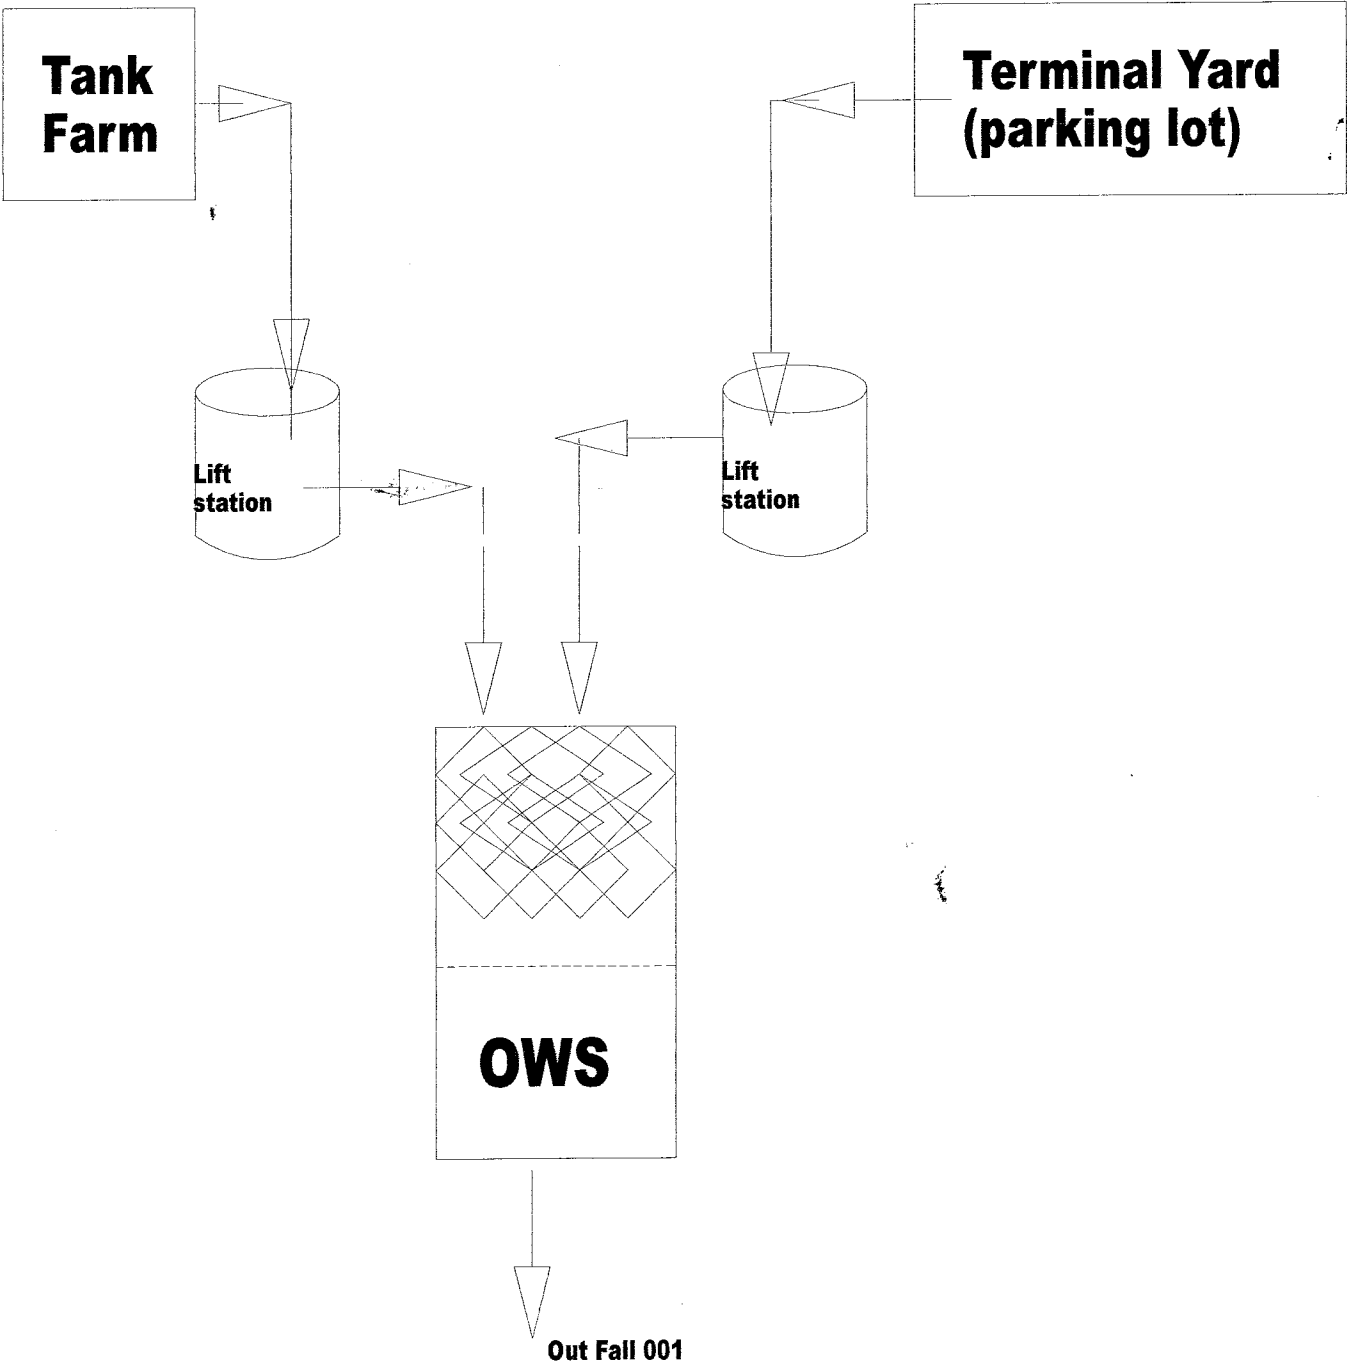 Tank
Farm
Terminal Yard
(parking lot)
Lift
station
Lift
station
OWS
Out Fall 001